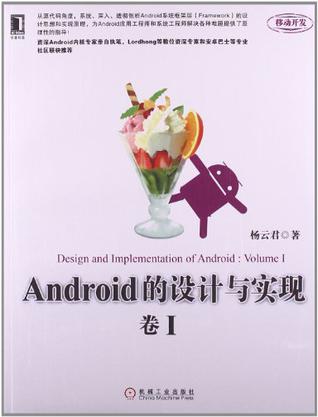 从源代码角度，系统、深入、透彻剖析Android系统框架层（Framework）的设
计思想和实现原理，为Android应用工程师和系统工程师解决各种难题提供了原
理性的指导！
资深Android内核专家亲自执笔，Lordhong等数位资深专家和安卓巴士等专业
社区联袂推荐
移动开发
杨云君 著
Design and Implementation of Android : Volume I
Android的设计与实现
卷 I
机械工业出版社
China Machine Press